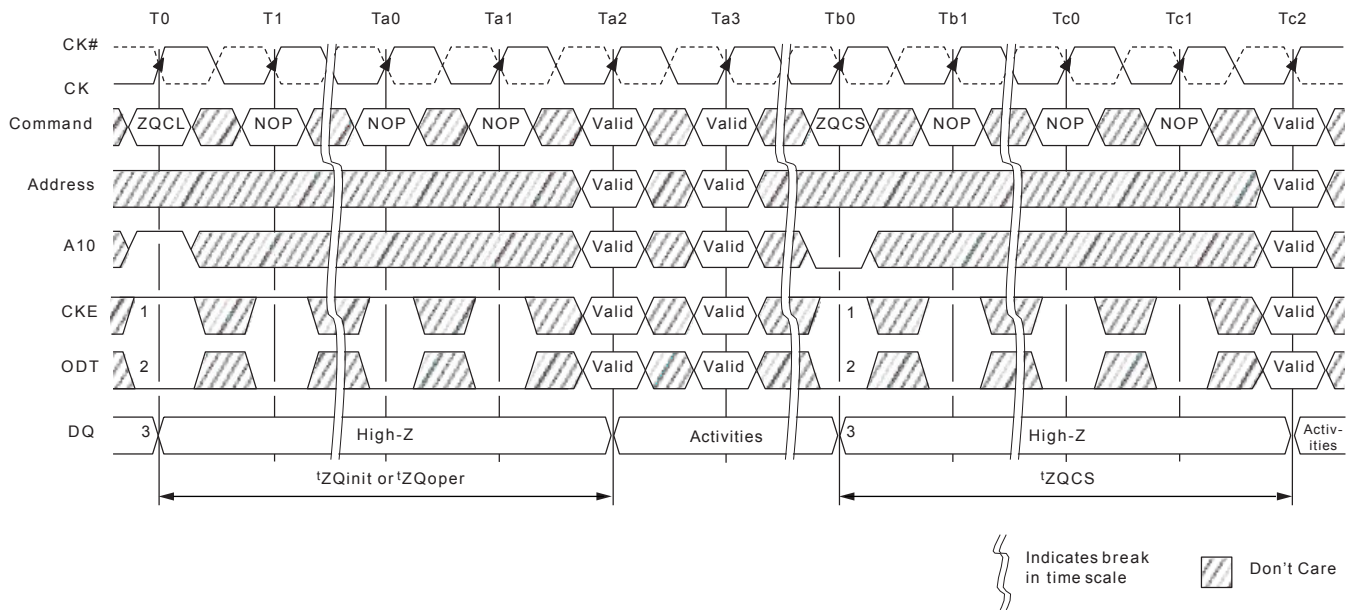 T0 T1 Ta0 Ta1 Ta2 Ta3 Tb0 Tb1 Tc0 Tc1 Tc2
CK#
CK
Command ZQCL NOP NOP NOP Valid Valid ZQCS NOP NOP NOP Valid
Address Valid Valid Valid
A10 Valid Valid Valid
CKE 1 Valid Valid 1 Valid
ODT 2 Valid Valid 2 Valid
DQ 3 High-Z Activities 3 High-Z Activ-
ities
tZQinit or tZQoper tZQCS
Indicates break
in time scale
Don't Care